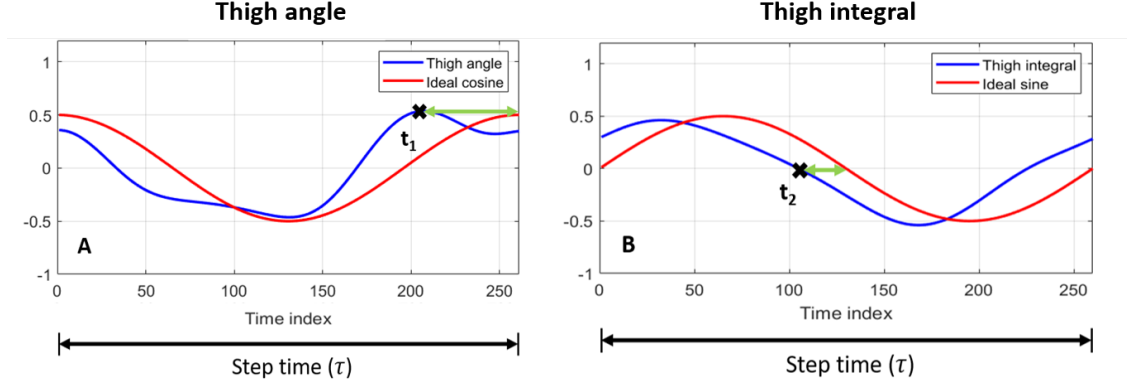 Thigh angle
1
0.5
0
-0.5
-1
Thigh angle
Ideal cosine
t1
A
0 50 100 150 200 250
Time index
Step time (τ)
Thigh integral
1
0.5
0
-0.5
-1
Thigh integral
Ideal sine
t2
B
0 50 100 150 200 250
Time index
Step time (τ)